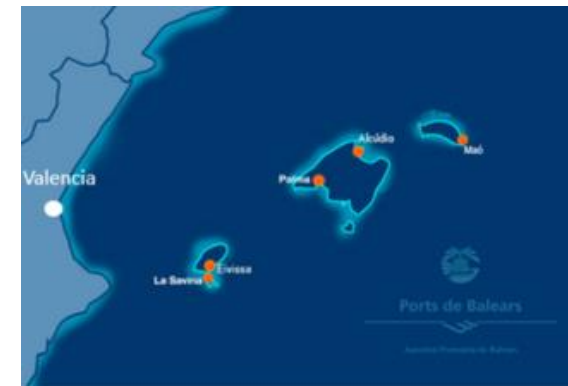 Alcúdia
Maó
Valencia
Palma
Eivissa
La Savina
Ports de Balears